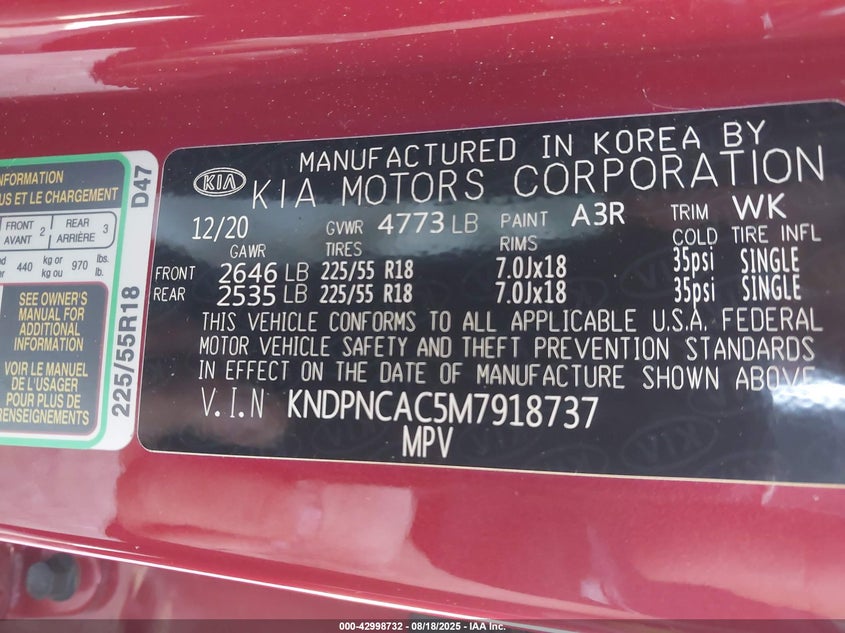 NFORMATION
US ET LE CHARGEMENT
FRONT AVANT 2 REAR ARRIÈRE 3
440 kg or kg ou 970 lbs. lb.
SEE OWNER'S
MANUAL FOR
ADDITIONAL
INFORMATION
VOIR LE MANUEL
DE L'USAGER
POUR PLUS DE
RENSEIGNEMENTS
225/55R18 D47
MANUFACTURED IN KOREA BY
KIA KIA MOTORS CORPORATION
12/20 GVWR 4773 LB PAINT A3R TRIM WK
GAWR TIRES RIMS COLD TIRE INFL
FRONT 2646 LB 225/55 R18 7.0Jx18 35psi SINGLE
REAR 2535 LB 225/55 R18 7.0Jx18 35psi SINGLE
THIS VEHICLE CONFORMS TO ALL APPLICABLE U.S.A. FEDERAL
MOTOR VEHICLE SAFETY AND THEFT PREVENTION STANDARDS
IN EFFECT ON THE DATE OF MANUFACTURE SHOWN ABOVE
V.I.N KNDPNCAC5M7918737
MPV
000-42998732 - 08/18/2025 - IAA Inc.